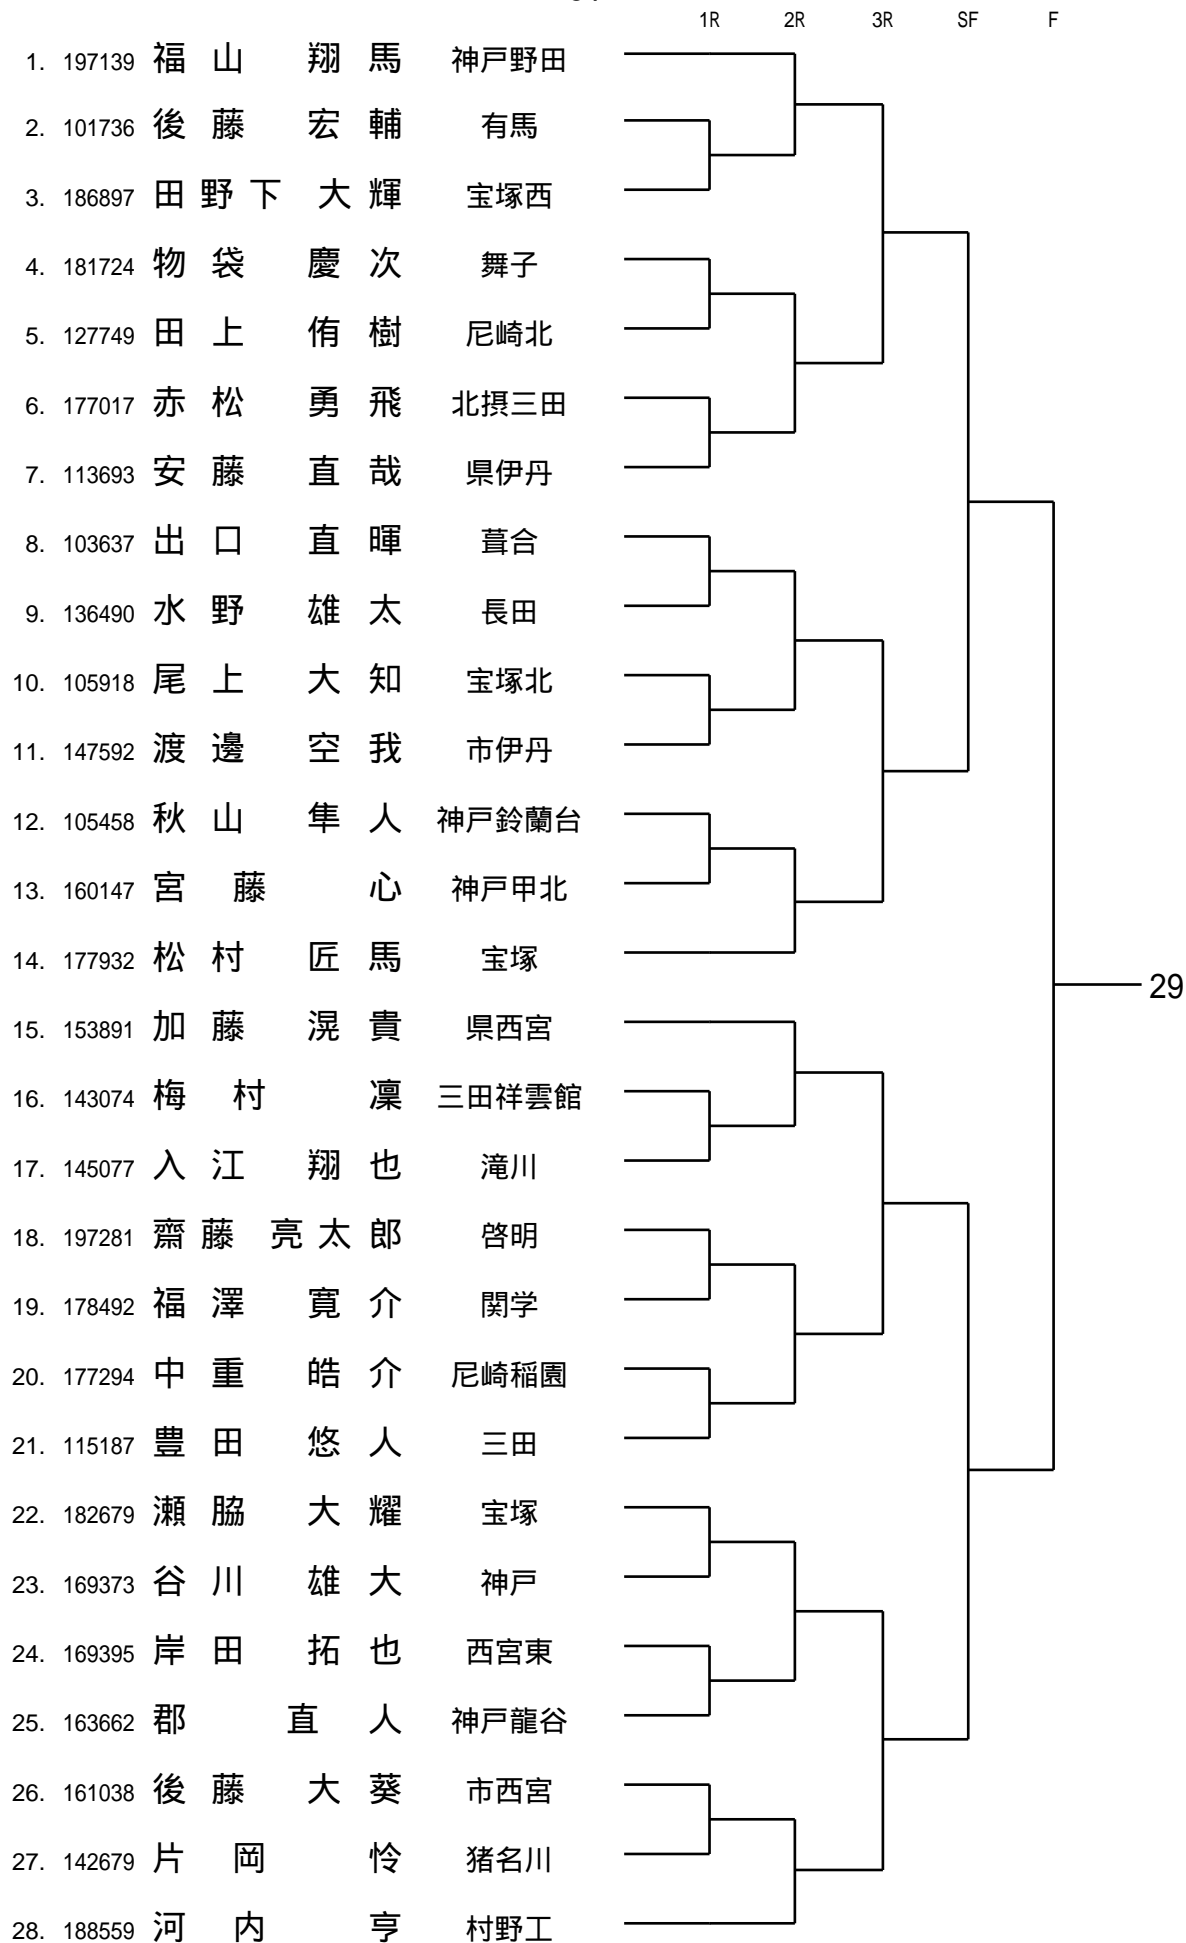 1R 2R 3R SF F
1. 197139 福山 翔馬 神戸野田
2. 101736 後藤 宏輔 有馬
3. 186897 田野下 大輝 宝塚西
4. 181724 物袋 慶次 舞子
5. 127749 田上 侑樹 尼崎北
6. 177017 赤松 勇飛 北摂三田
7. 113693 安藤 直哉 県伊丹
8. 103637 出口 直暉 葺合
9. 136490 水野 雄太 長田
10. 105918 尾上 大知 宝塚北
11. 147592 渡邊 空我 市伊丹
12. 105458 秋山 隼人 神戸鈴蘭台
13. 160147 宮藤 心 神戸甲北
14. 177932 松村 匠馬 宝塚
29
15. 153891 加藤 滉貴 県西宮
16. 143074 梅村 凜 三田祥雲館
17. 145077 入江 翔也 滝川
18. 197281 齋藤 亮太郎 啓明
19. 178492 福澤 寛介 関学
20. 177294 中重 皓介 尼崎稲園
21. 115187 豊田 悠人 三田
22. 182679 瀬脇 大耀 宝塚
23. 169373 谷川 雄大 神戸
24. 169395 岸田 拓也 西宮東
25. 163662 郡 直人 神戸龍谷
26. 161038 後藤 大葵 市西宮
27. 142679 片岡 怜 猪名川
28. 188559 河内 亨 村野工